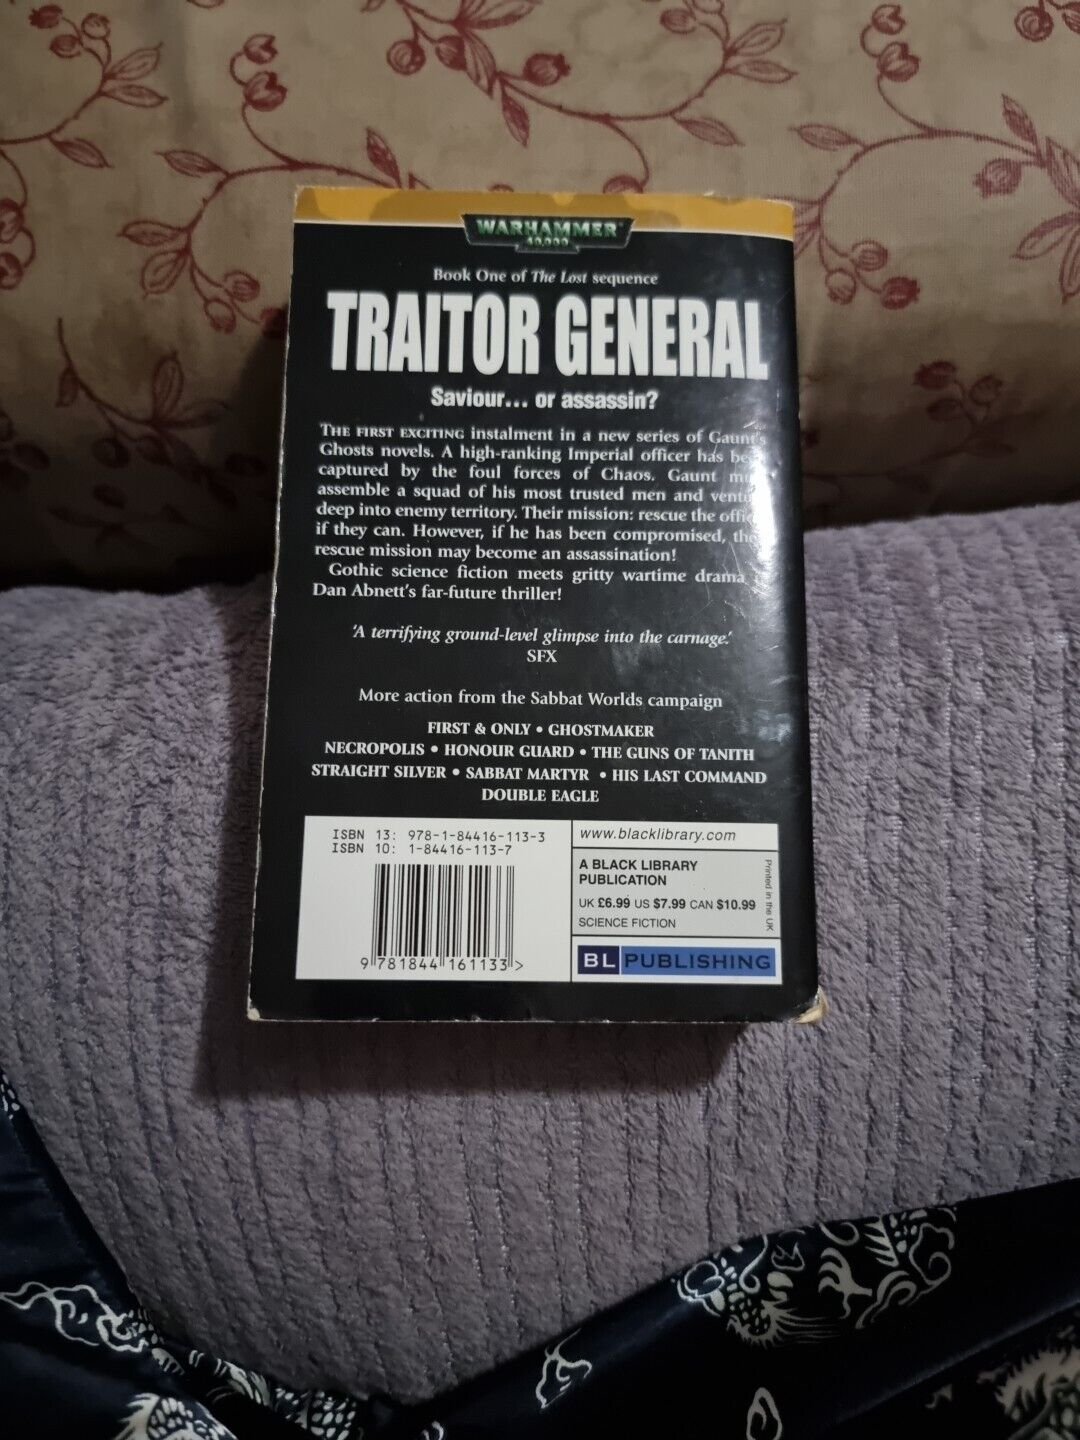 WARHAMMER
40,000
Book One of The Lost sequence
TRAITOR GENERAL
Saviour... or assassin?
THE FIRST EXCITING instalment in a new series of Gaunt's
Ghosts novels. A high-ranking Imperial officer has
captured by the foul forces of Chaos. Gaunt
assemble a squad of his most trusted men and
deep into enemy territory. Their mission: rescue the
if they can. However, if he has been compromised,
rescue mission may become an assassination!
Gothic science fiction meets gritty wartime drama
Dan Abnett's far-future thriller!
'A terrifying ground-level glimpse into the carnage.'
SFX
More action from the Sabbat Worlds campaign
FIRST & ONLY • GHOSTMAKER
NECROPOLIS • HONOUR GUARD • THE GUNS OF TANITH
STRAIGHT SILVER • SABBAT MARTYR • HIS LAST COMMAND
DOUBLE EAGLE
ISBN 13: 978-1-84416-113-3
ISBN 10: 1-84416-113-7
9 781844 161133 >
www.blacklibrary.com
A BLACK LIBRARY
PUBLICATION
UK £6.99 US $7.99 CAN $10.99
SCIENCE FICTION
Printed in the UK
BL PUBLISHING